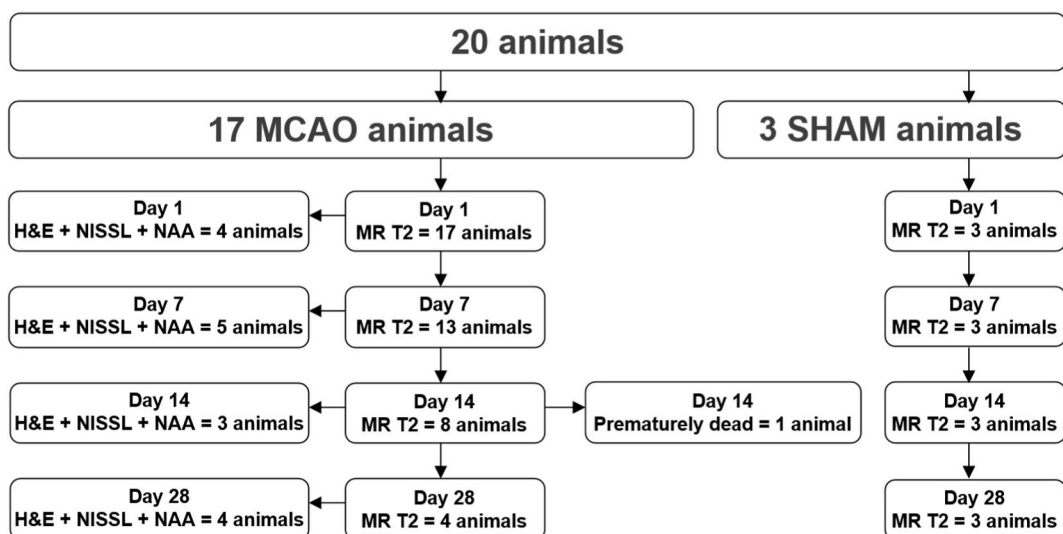 20 animals
17 MCAO animals
3 SHAM animals
Day 1
H&E + NISSL + NAA = 4 animals
Day 1
MR T2 = 17 animals
Day 1
MR T2 = 3 animals
Day 7
H&E + NISSL + NAA = 5 animals
Day 7
MR T2 = 13 animals
Day 7
MR T2 = 3 animals
Day 14
H&E + NISSL + NAA = 3 animals
Day 14
MR T2 = 8 animals
Day 14
Prematurely dead = 1 animal
Day 14
MR T2 = 3 animals
Day 28
H&E + NISSL + NAA = 4 animals
Day 28
MR T2 = 4 animals
Day 28
MR T2 = 3 animals